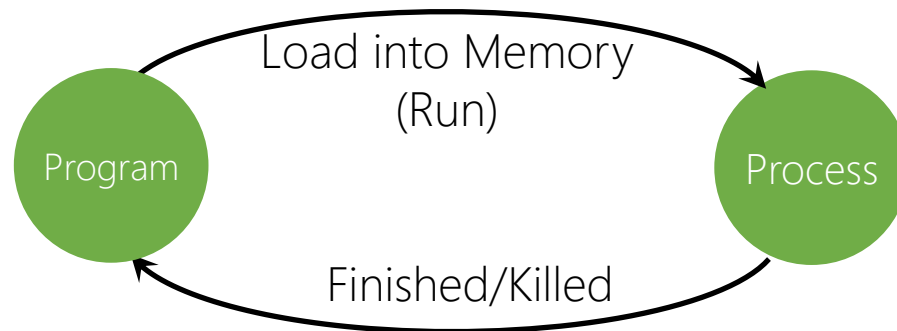 Load into Memory
(Run)
Program
Process
Finished/Killed